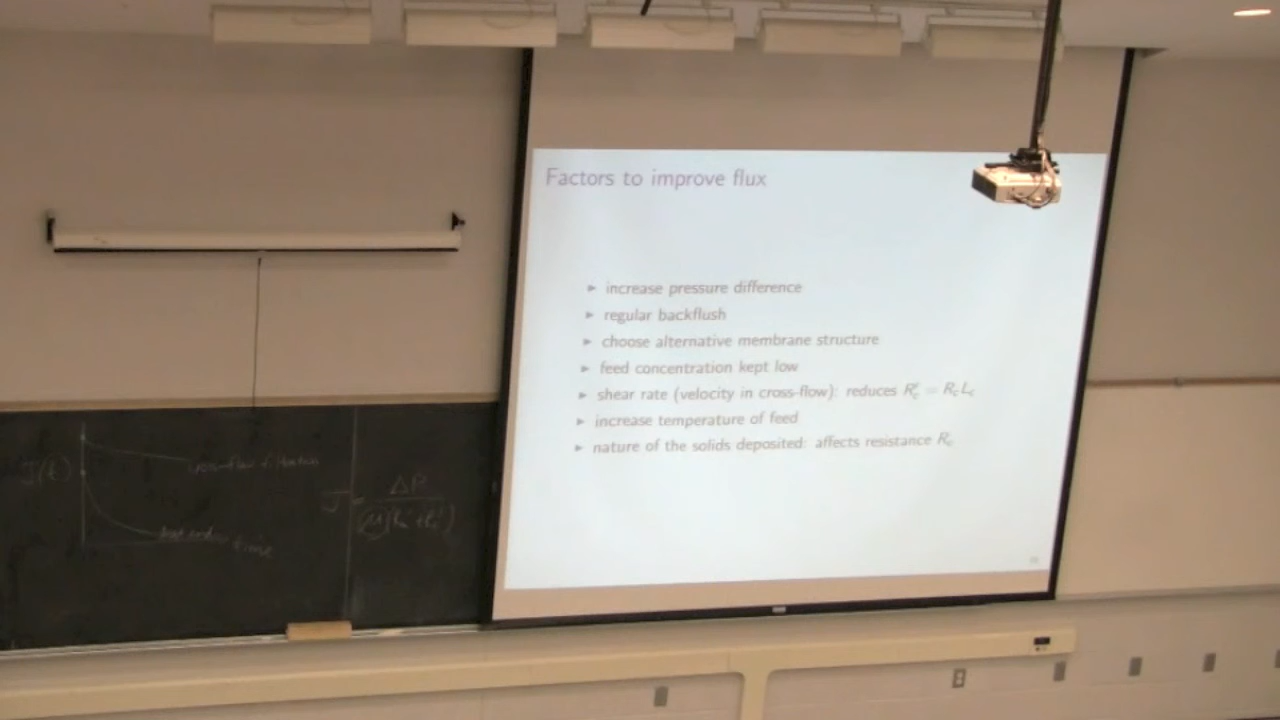 Factors to improve flux
► increase pressure difference
► regular backflush
► choose alternative membrane structure
► feed concentration kept low
► shear rate (velocity in cross-flow): reduces R'c = RcLc
► increase temperature of feed
► nature of the solids deposited: affects resistance Rc
J(t)
cross-flow filtration
dead end
time
J = ΔP